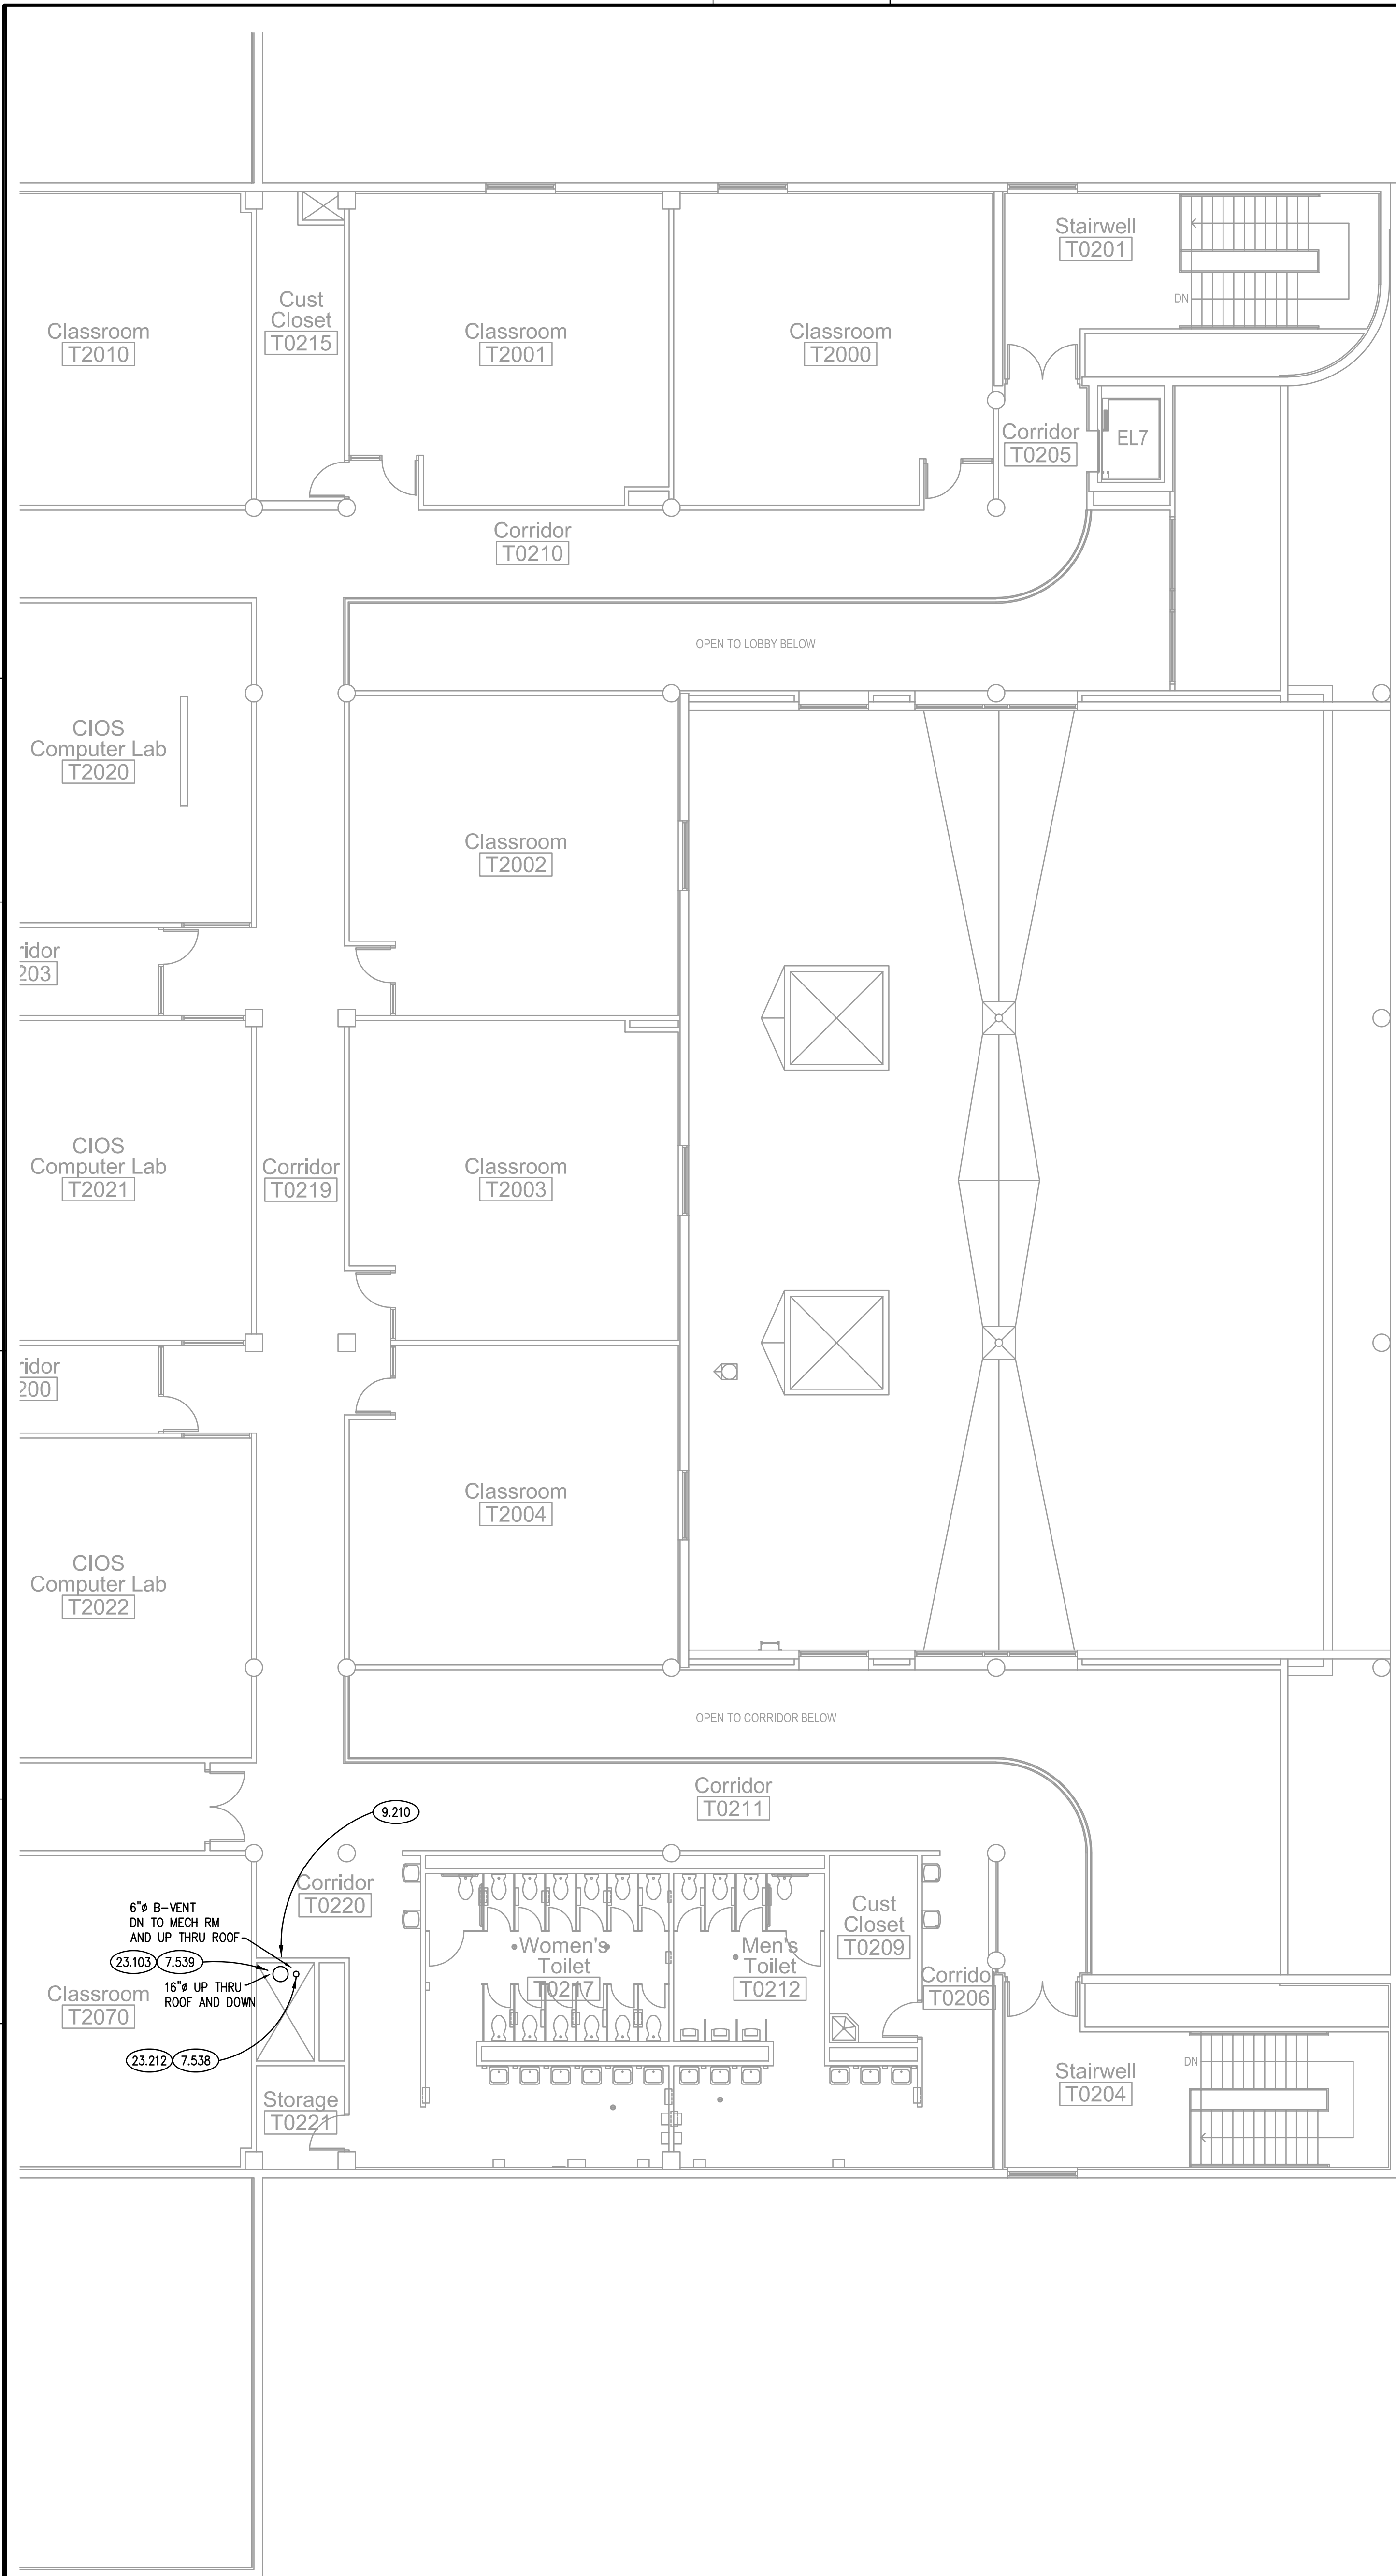 Stairwell
T0201
DN
Classroom
T2010
Cust
Closet
T0215
Classroom
T2001
Classroom
T2000
Corridor
T0205
EL7
Corridor
T0210
OPEN TO LOBBY BELOW
CIOS
Computer Lab
T2020
Classroom
T2002
ridor
203
CIOS
Computer Lab
T2021
Corridor
T0219
Classroom
T2003
ridor
200
Classroom
T2004
CIOS
Computer Lab
T2022
OPEN TO CORRIDOR BELOW
Corridor
T0211
9.210
Corridor
T0220
6"ø B-VENT
DN TO MECH RM
AND UP THRU ROOF
23.103 7.539
16"ø UP THRU
ROOF AND DOWN
Classroom
T2070
23.212 7.538
Storage
T0221
Women's
Toilet
T0217
Men's
Toilet
T0212
Cust
Closet
T0209
Corrido
T0206
Stairwell
T0204
DN